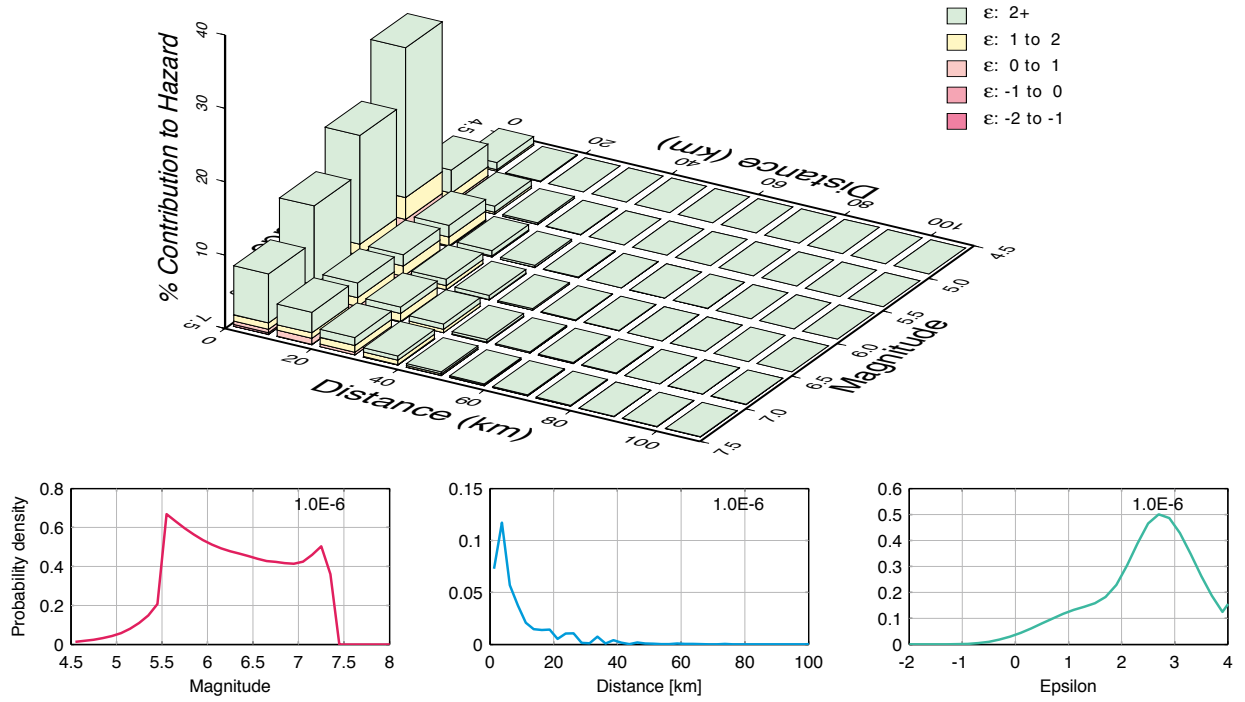 ε: 2+
ε: 1 to 2
ε: 0 to 1
ε: -1 to 0
ε: -2 to -1
% Contribution to Hazard
40
30
20
10
4.5
0
20
40
60
80
100
Distance (km)
4.5
5.0
5.5
6.0
6.5
7.0
7.5
Magnitude
7.5
0
20
40
60
80
100
Distance (km)
Probability density
0.8
0.6
0.4
0.2
0
1.0E-6
4.5 5 5.5 6 6.5 7 7.5 8
Magnitude
0.15
0.1
0.05
0
1.0E-6
0 20 40 60 80 100
Distance [km]
0.6
0.5
0.4
0.3
0.2
0.1
0
1.0E-6
-2 -1 0 1 2 3 4
Epsilon